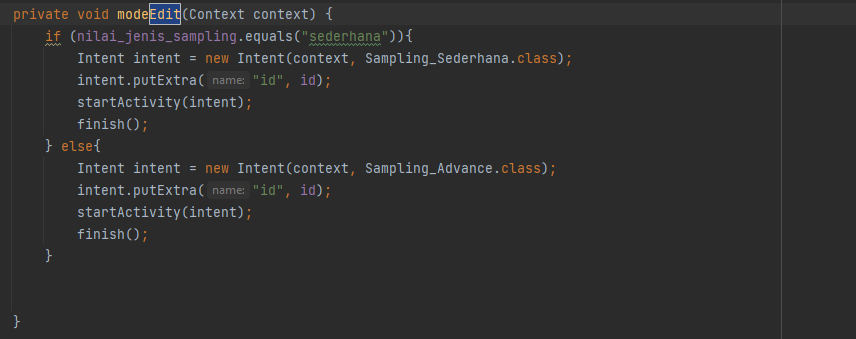 private void modeEdit(Context context) {
if (nilai_jenis_sampling.equals("sederhana")){
Intent intent = new Intent(context, Sampling_Sederhana.class);
intent.putExtra( name: "id", id);
startActivity(intent);
finish();
} else{
Intent intent = new Intent(context, Sampling_Advance.class);
intent.putExtra( name: "id", id);
startActivity(intent);
finish();
}
}